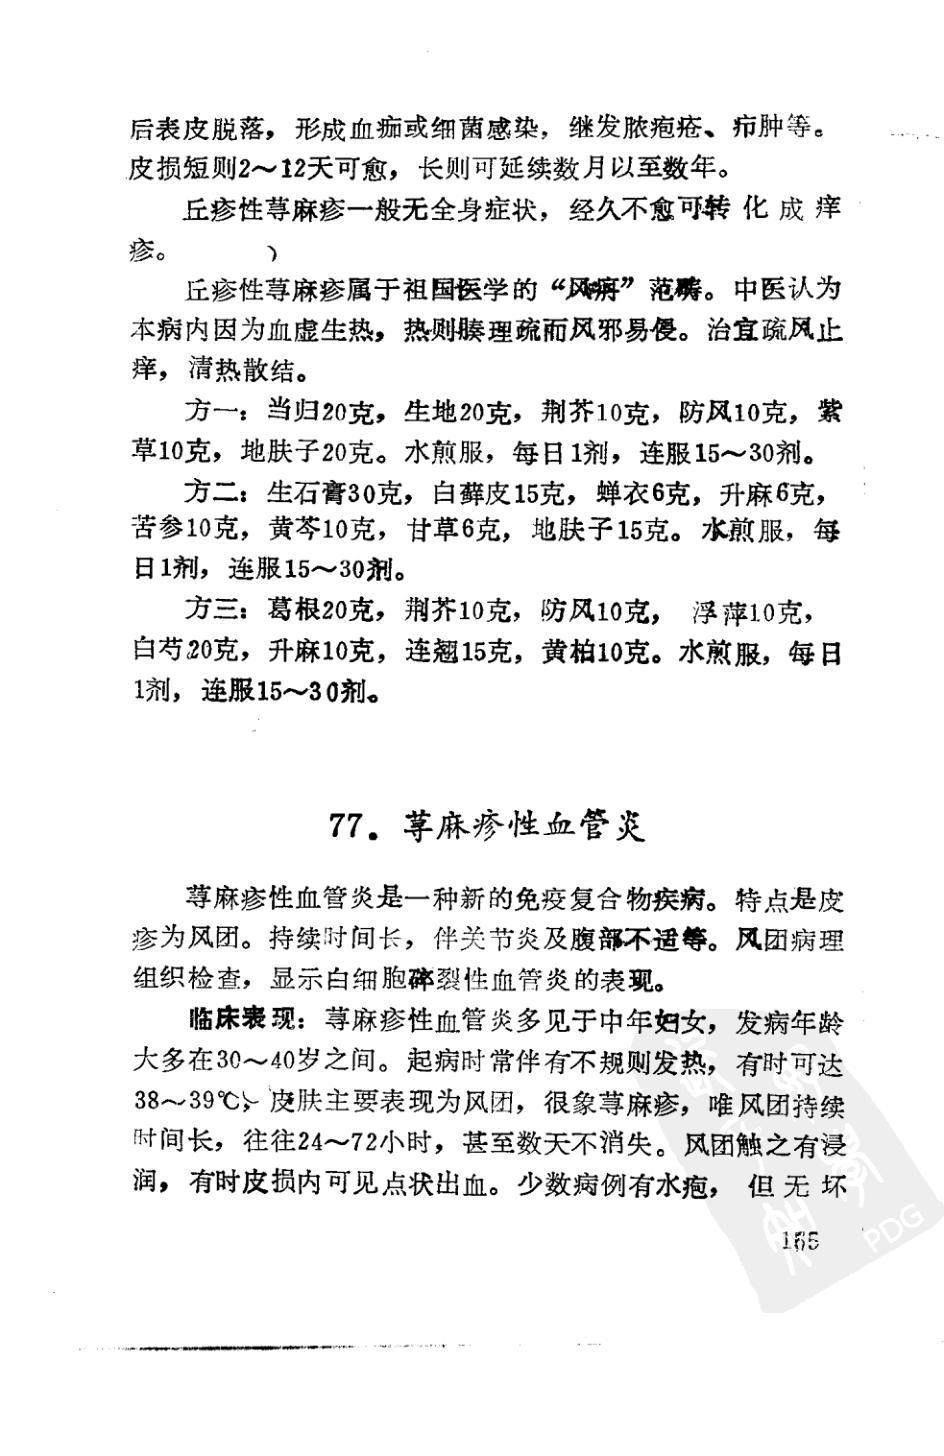 后表皮脱落，形成血痂或细菌感染，继发脓疱疮、疖肿等。
皮损短则2～12天可愈，长则可延续数月以至数年。
丘疹性荨麻疹一般无全身症状，经久不愈可转化成痒
疹。
丘疹性荨麻疹属于祖国医学的“风痟”范畴。中医认为
本病内因为血虚生热，热则腠理疏而风邪易侵。治宜疏风止
痒，清热散结。
方一：当归20克，生地20克，荆芥10克，防风10克，紫
草10克，地肤子20克。水煎服，每日1剂，连服15～30剂。
方二：生石膏30克，白藓皮15克，蝉衣6克，升麻6克，
苦参10克，黄芩10克，甘草6克，地肤子15克。水煎服，每
日1剂，连服15～30剂。
方三：葛根20克，荆芥10克，防风10克，浮萍10克，
白芍20克，升麻10克，连翘15克，黄柏10克。水煎服，每日
1剂，连服15～30剂。
77．荨麻疹性血管炎
荨麻疹性血管炎是一种新的免疫复合物疾病。特点是皮
疹为风团。持续时间长，伴关节炎及腹部不适等。风团病理
组织检查，显示白细胞碎裂性血管炎的表现。
临床表现：荨麻疹性血管炎多见于中年妇女，发病年龄
大多在30～40岁之间。起病时常伴有不规则发热，有时可达
38～39℃，皮肤主要表现为风团，很象荨麻疹，唯风团持续
时间长，往往24～72小时，甚至数天不消失。风团触之有浸
润，有时皮损内可见点状出血。少数病例有水疱，但无坏
165
PDG